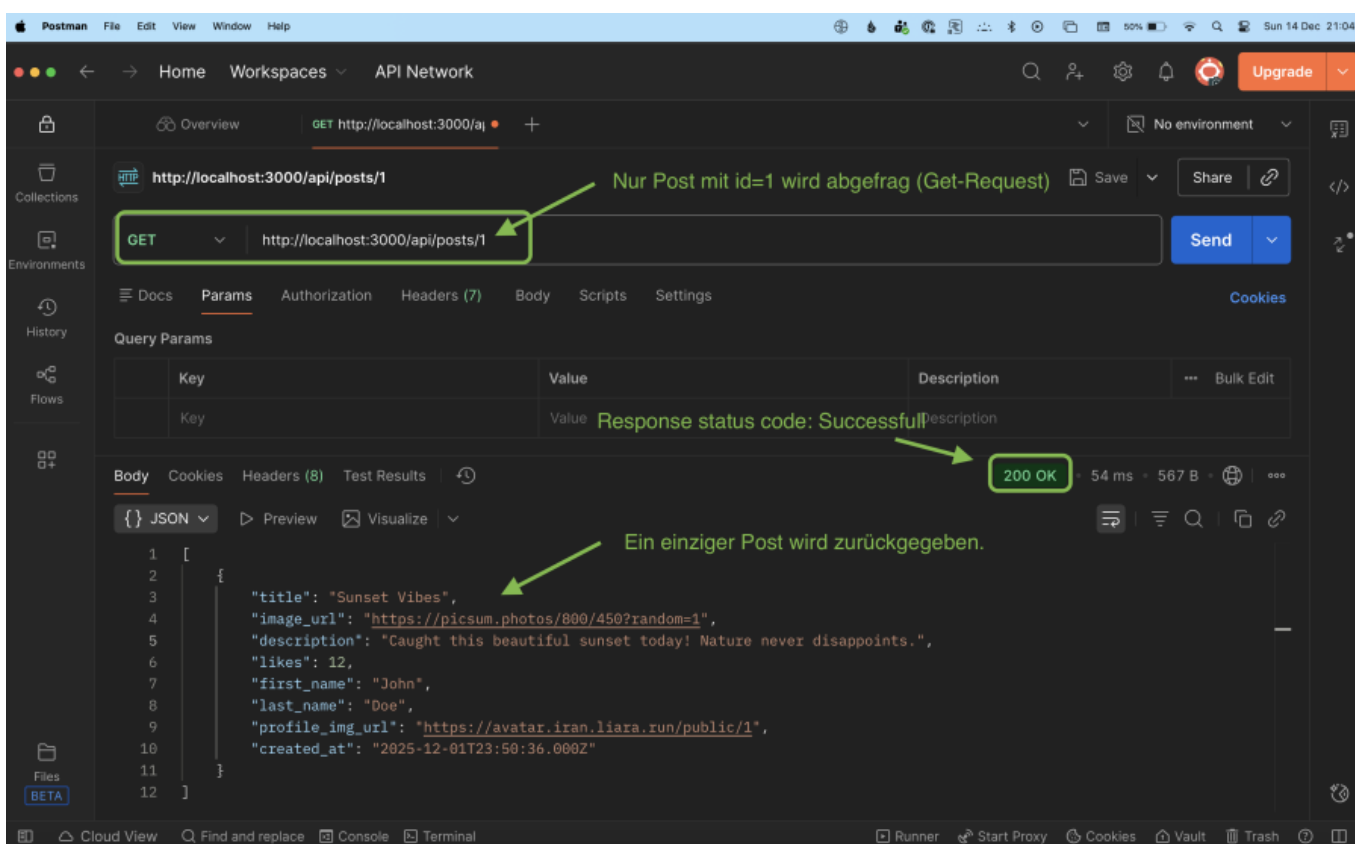 Postman File Edit View Window Help 50% Sun 14 Dec 21:04
Home Workspaces API Network Upgrade
Overview GET http://localhost:3000/a No environment
HTTP http://localhost:3000/api/posts/1 Nur Post mit id=1 wird abgefrag (Get-Request) Save Share
Collections
GET http://localhost:3000/api/posts/1 Send
Environments
Docs Params Authorization Headers (7) Body Scripts Settings Cookies
History
Query Params
Key Value Description Bulk Edit
Flows
Key Value Description
Response status code: Successfull
Body Cookies Headers (8) Test Results 200 OK 54 ms 567 B
{} JSON Preview Visualize
Ein einziger Post wird zurückgegeben.
1 [
2 {
3 "title": "Sunset Vibes",
4 "image_url": "https://picsum.photos/800/450?random=1",
5 "description": "Caught this beautiful sunset today! Nature never disappoints.",
6 "likes": 12,
7 "first_name": "John",
8 "last_name": "Doe",
9 "profile_img_url": "https://avatar.iran.liara.run/public/1",
10 "created_at": "2025-12-01T23:50:36.000Z"
11 }
12 ]
Files
BETA
Cloud View Find and replace Console Terminal Runner Start Proxy Cookies Vault Trash